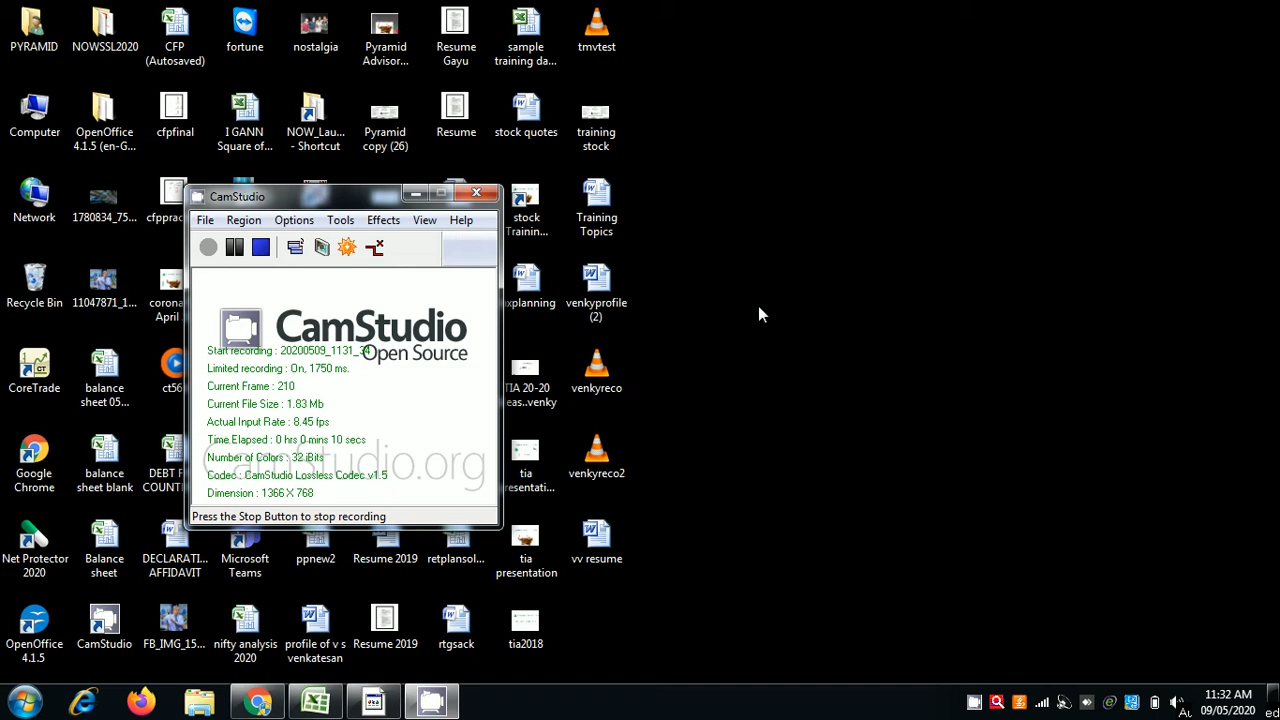 PYRAMID
NOWSSL2020
CFP
(Autosaved)
fortune
nostalgia
Pyramid
Advisor...
Resume
Gayu
sample
training da...
tmvtest
Computer
OpenOffice
4.1.5 (en-G...
cfpfinal
I GANN
Square of...
NOW_Lau...
- Shortcut
Pyramid
copy (26)
Resume
stock quotes
training
stock
Network
1780834_75...
cfpprac
stock
Trainin...
Training
Topics
Recycle Bin
11047871_1...
corona
April
xplanning
venkyprofile
(2)
CoreTrade
balance
sheet 05...
ct56
TIA 20-20
eas..venky
venkyreco
Google
Chrome
balance
sheet blank
DEBT F
COUNT
tia
presentati...
venkyreco2
Net Protector
2020
Balance
sheet
DECLARATI...
AFFIDAVIT
Microsoft
Teams
ppnew2
Resume 2019
retplansol...
tia
presentation
vv resume
OpenOffice
4.1.5
CamStudio
FB_IMG_15...
nifty analysis
2020
profile of v s
venkatesan
Resume 2019
rtgsack
tia2018
CamStudio
File Region Options Tools Effects View Help
CamStudio
Open Source
Start recording : 20200509_1131_34
Limited recording : On, 1750 ms.
Current Frame : 210
Current File Size : 1.83 Mb
Actual Input Rate : 8.45 fps
Time Elapsed : 0 hrs 0 mins 10 secs
Number of Colors : 32 Bits
CamStudio.org
Codec : CamStudio Lossless Codec v1.5
Dimension : 1366 X 768
Press the Stop Button to stop recording
11:32 AM
09/05/2020